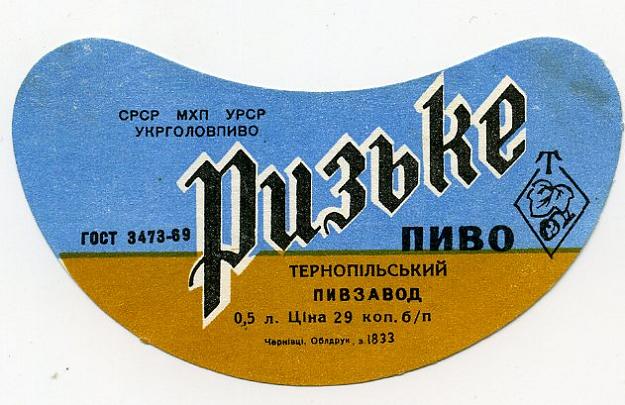 СРСР МХП УРСР
УКРГОЛОВПИВО
Ризьке
Т
ГОСТ 3473-69
ПИВО
ТЕРНОПІЛЬСЬКИЙ
ПИВЗАВОД
0,5 л. Ціна 29 коп. б/п
Чернівці, Облдрук, з. 1833